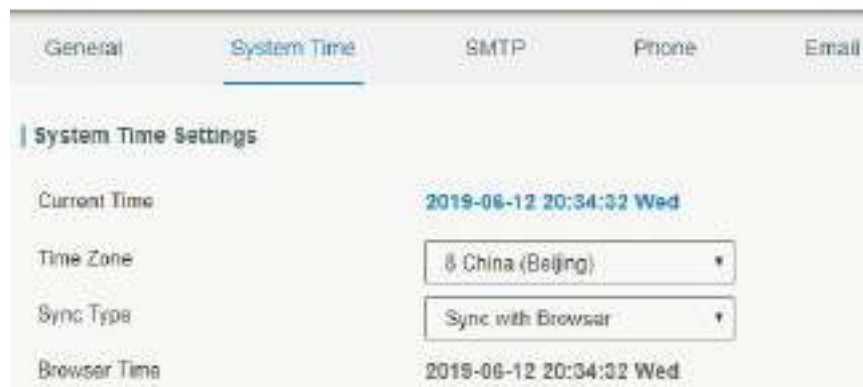 General System Time SMTP Phone Email
System Time Settings
Current Time 2019-06-12 20:34:32 Wed
Time Zone 8 China (Beijing)
Sync Type Sync with Browser
Browser Time 2019-06-12 20:34:32 Wed